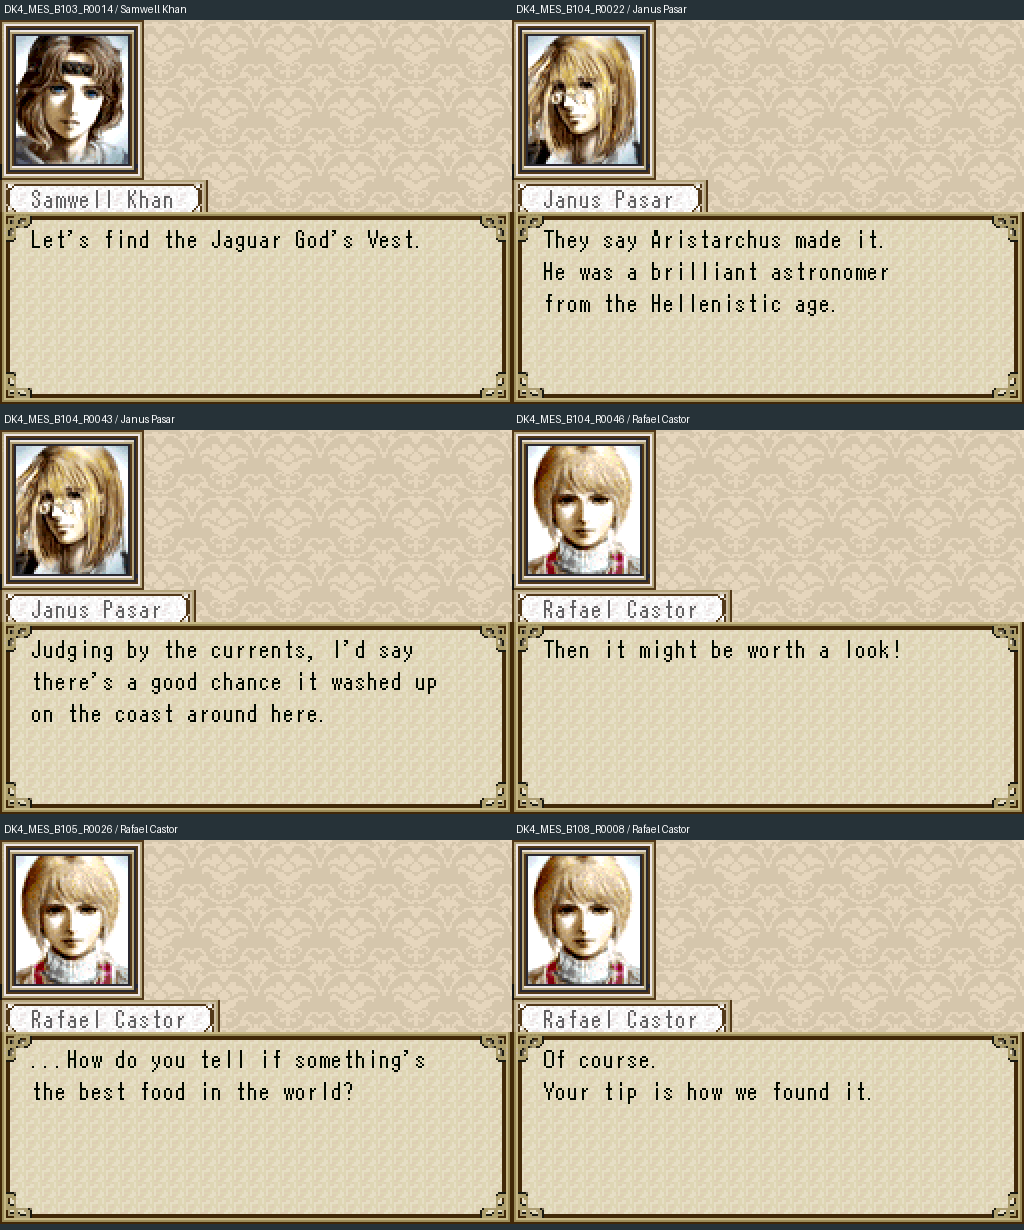 DK4_MES_B103_R0014 / Samwell Khan
Samwell Khan
Let's find the Jaguar God's Vest.
DK4_MES_B104_R0022 / Janus Pasar
Janus Pasar
They say Aristarchus made it.
He was a brilliant astronomer
from the Hellenistic age.
DK4_MES_B104_R0043 / Janus Pasar
Janus Pasar
Judging by the currents, I'd say
there's a good chance it washed up
on the coast around here.
DK4_MES_B104_R0046 / Rafael Castor
Rafael Castor
Then it might be worth a look!
DK4_MES_B105_R0026 / Rafael Castor
Rafael Castor
...How do you tell if something's
the best food in the world?
DK4_MES_B108_R0008 / Rafael Castor
Rafael Castor
Of course.
Your tip is how we found it.